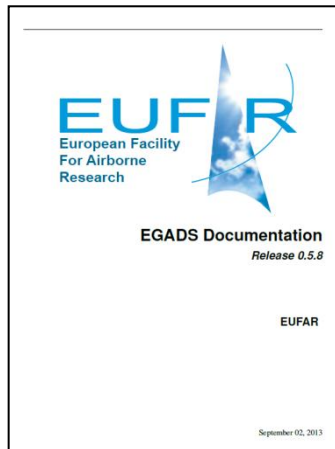 EUFAR
European Facility
For Airborne
Research
EGADS Documentation
Release 0.5.8
EUFAR
September 02, 2013